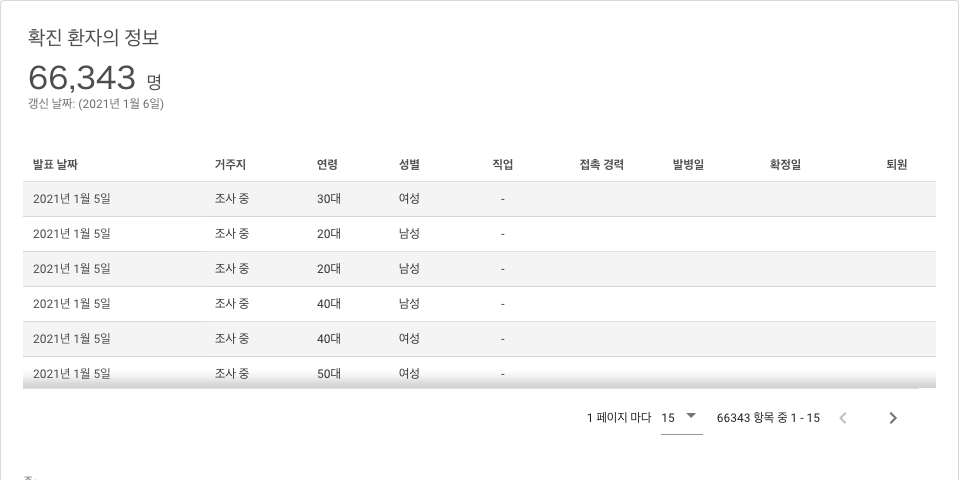 확진 환자의 정보
66,343 명
갱신 날짜: (2021년 1월 6일)
발표 날짜 거주지 연령 성별 직업 접촉 경력 발병일 확정일 퇴원
2021년 1월 5일 조사 중 30대 여성 -
2021년 1월 5일 조사 중 20대 남성 -
2021년 1월 5일 조사 중 20대 남성 -
2021년 1월 5일 조사 중 40대 남성 -
2021년 1월 5일 조사 중 40대 여성 -
2021년 1월 5일 조사 중 50대 여성 -
1 페이지 마다 15 66343 항목 중 1 - 15